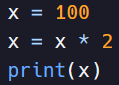 x = 100
x = x * 2
print(x)